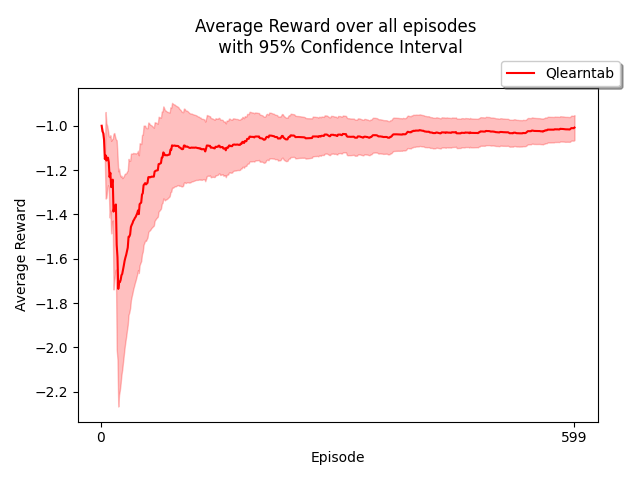 Average Reward over all episodes
with 95% Confidence Interval
Qlearntab
−1.0
−1.2
−1.4
−1.6
−1.8
−2.0
−2.2
Average Reward
0
599
Episode